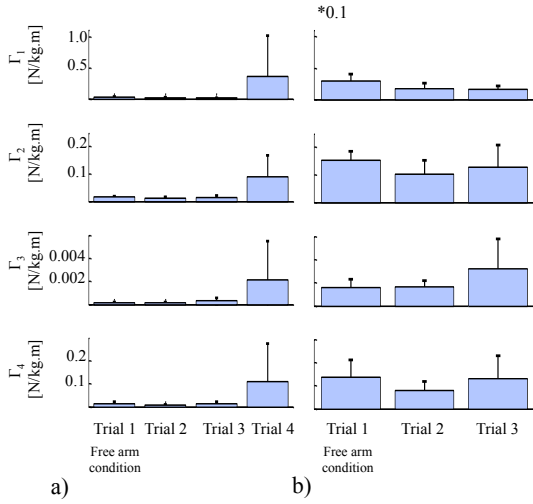 *0.1
Γ1
[N/kg.m]
1.0
0.5
Γ2
[N/kg.m]
0.2
0.1
Γ3
[N/kg.m]
0.004
0.002
Γ4
[N/kg.m]
0.2
0.1
Trial 1 Trial 2 Trial 3 Trial 4 Trial 1 Trial 2 Trial 3
Free arm Free arm
condition condition
a) b)